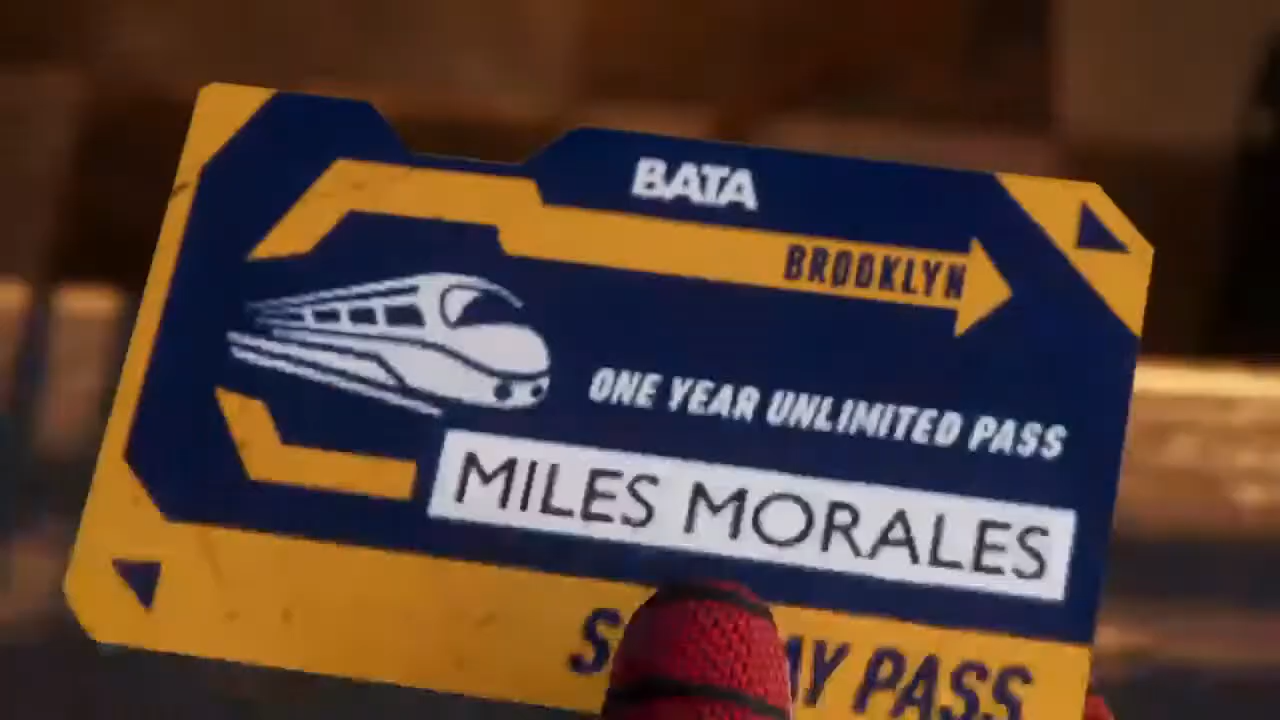 BATA
BROOKLYN
ONE YEAR UNLIMITED PASS
MILES MORALES
PASS